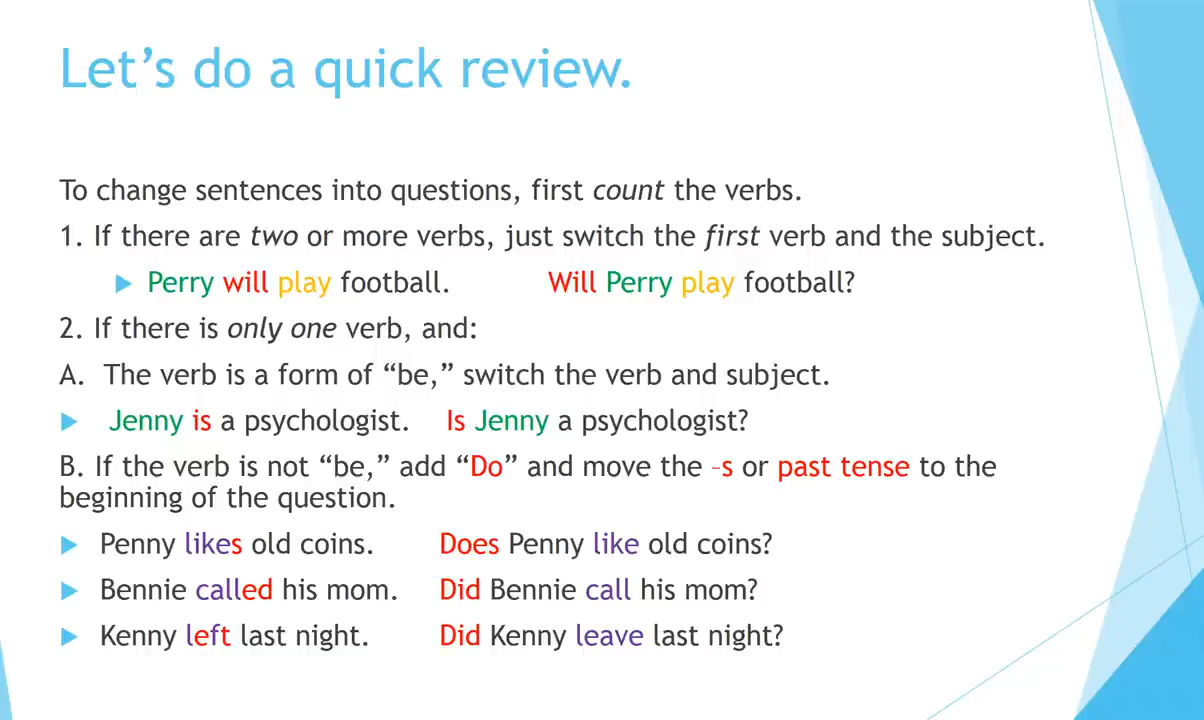 Let’s do a quick review.
To change sentences into questions, first count the verbs.
1. If there are two or more verbs, just switch the first verb and the subject.
Perry will play football. Will Perry play football?
2. If there is only one verb, and:
A. The verb is a form of “be,” switch the verb and subject.
Jenny is a psychologist. Is Jenny a psychologist?
B. If the verb is not “be,” add “Do” and move the –s or past tense to the
beginning of the question.
Penny likes old coins. Does Penny like old coins?
Bennie called his mom. Did Bennie call his mom?
Kenny left last night. Did Kenny leave last night?